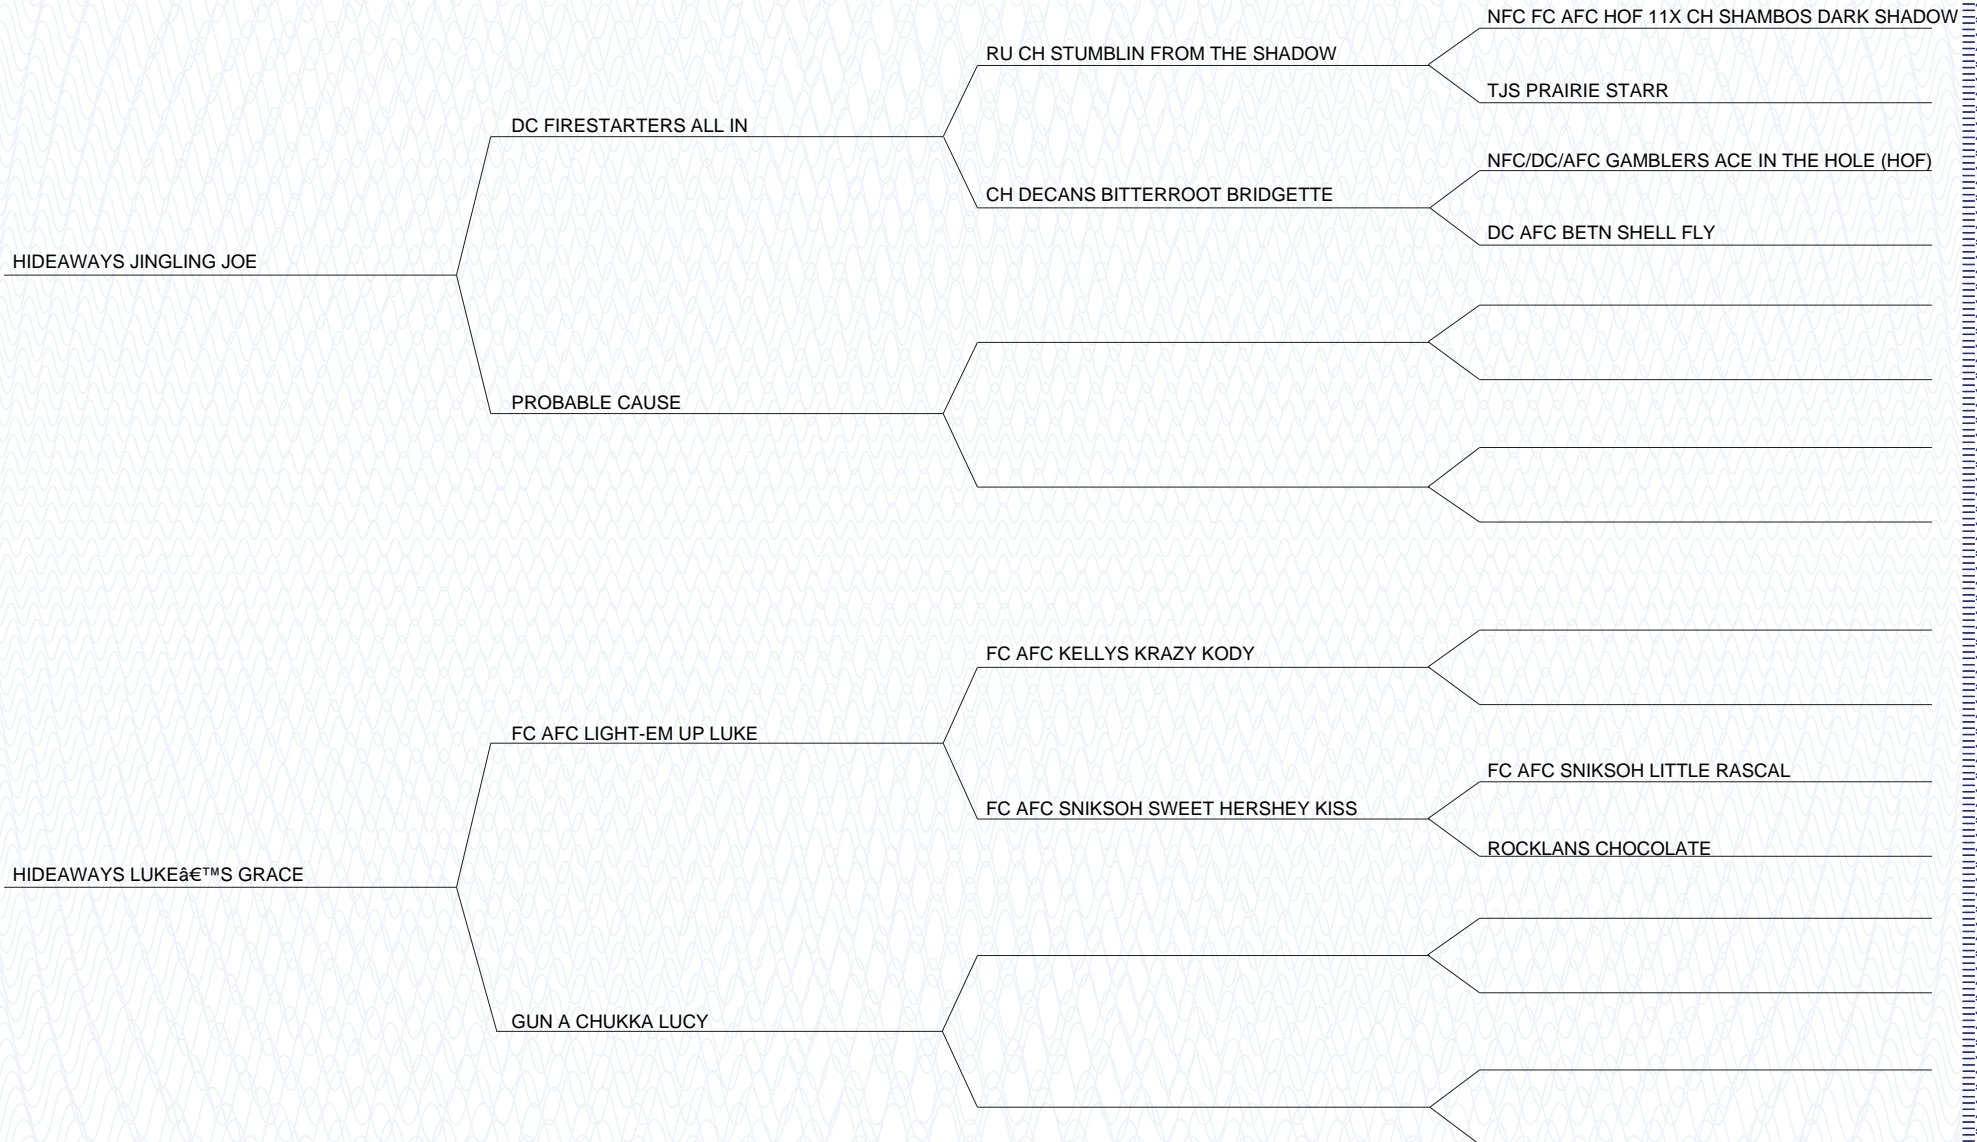 NFC FC AFC HOF 11X CH SHAMBOS DARK SHADOW
RU CH STUMBLIN FROM THE SHADOW
TJS PRAIRIE STARR
DC FIRESTARTERS ALL IN
NFC/DC/AFC GAMBLERS ACE IN THE HOLE (HOF)
CH DECANS BITTERROOT BRIDGETTE
DC AFC BETN SHELL FLY
HIDEAWAYS JINGLING JOE
PROBABLE CAUSE
FC AFC KELLYS KRAZY KODY
FC AFC LIGHT-EM UP LUKE
FC AFC SNIKSOH LITTLE RASCAL
FC AFC SNIKSOH SWEET HERSHEY KISS
ROCKLANS CHOCOLATE
HIDEAWAYS LUKEâ€™S GRACE
GUN A CHUKKA LUCY